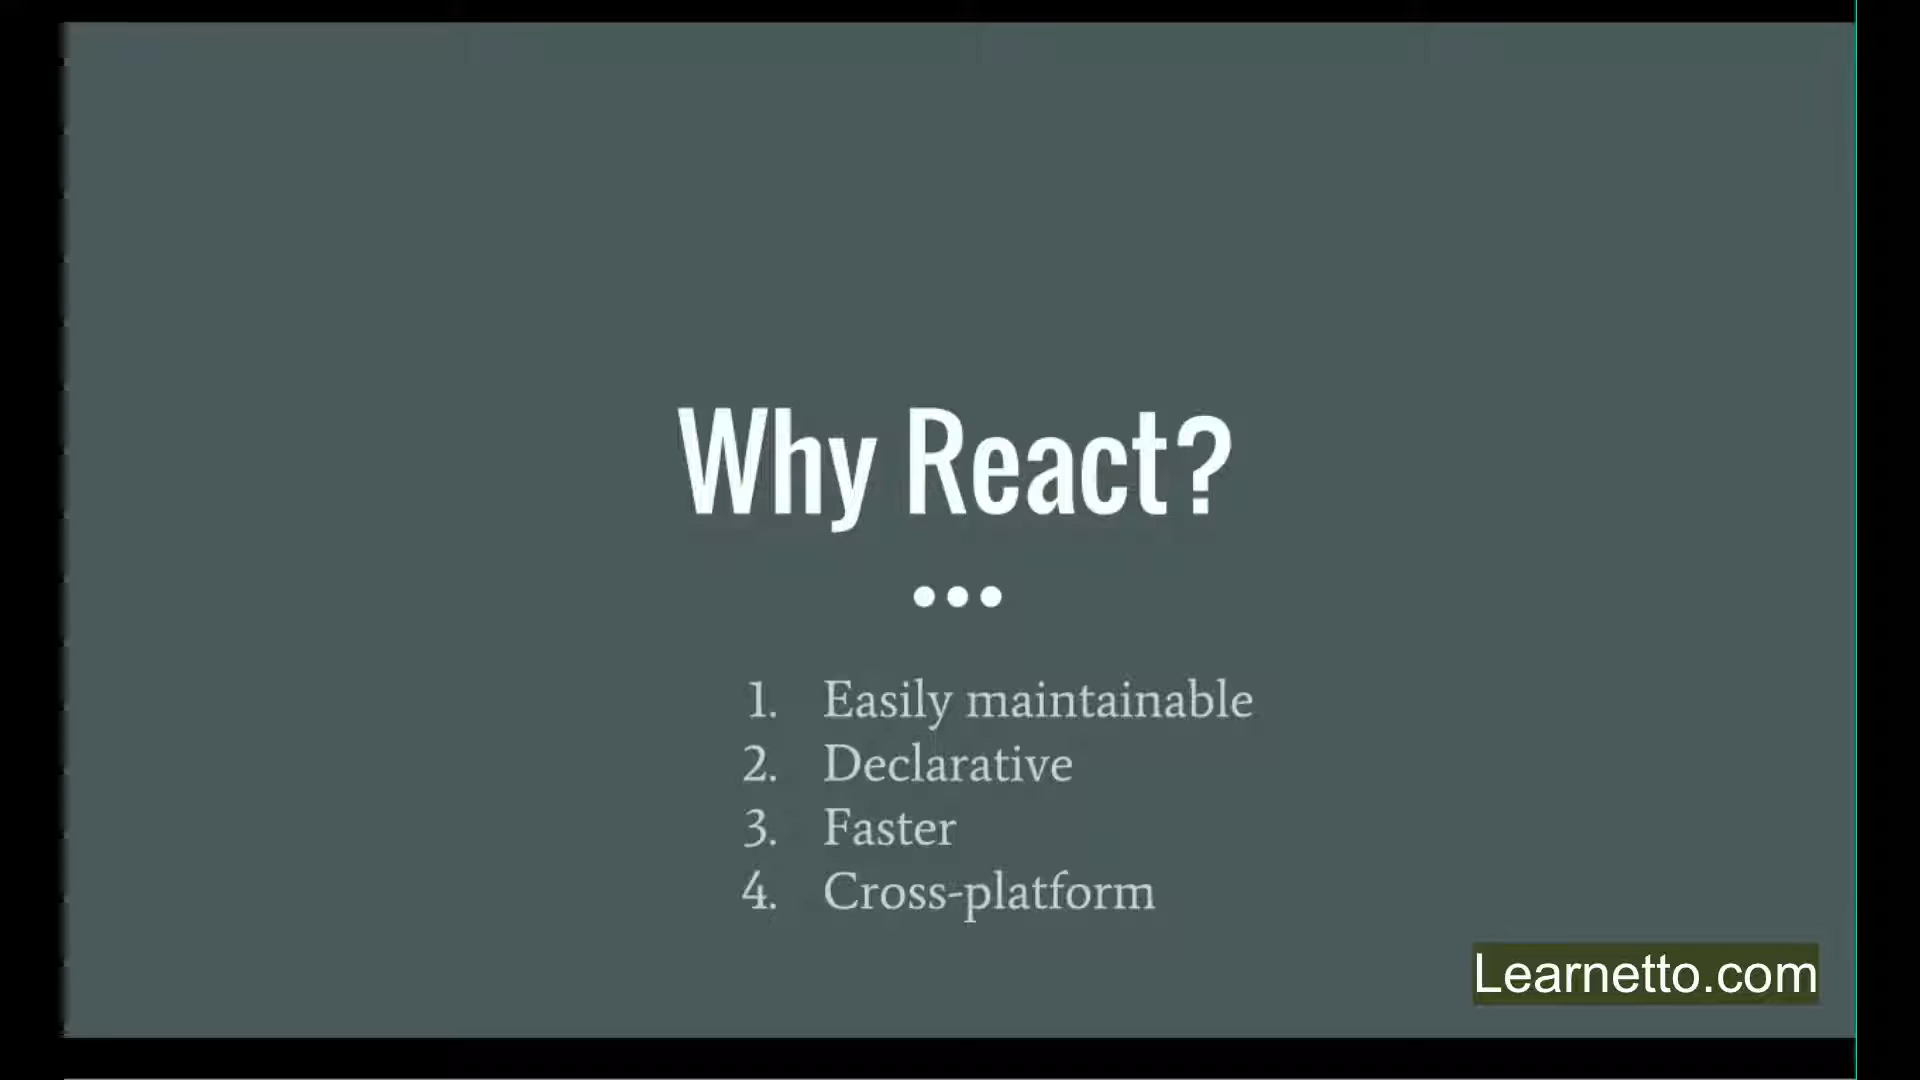 Why React?
1. Easily maintainable
2. Declarative
3. Faster
4. Cross-platform
Learnetto.com